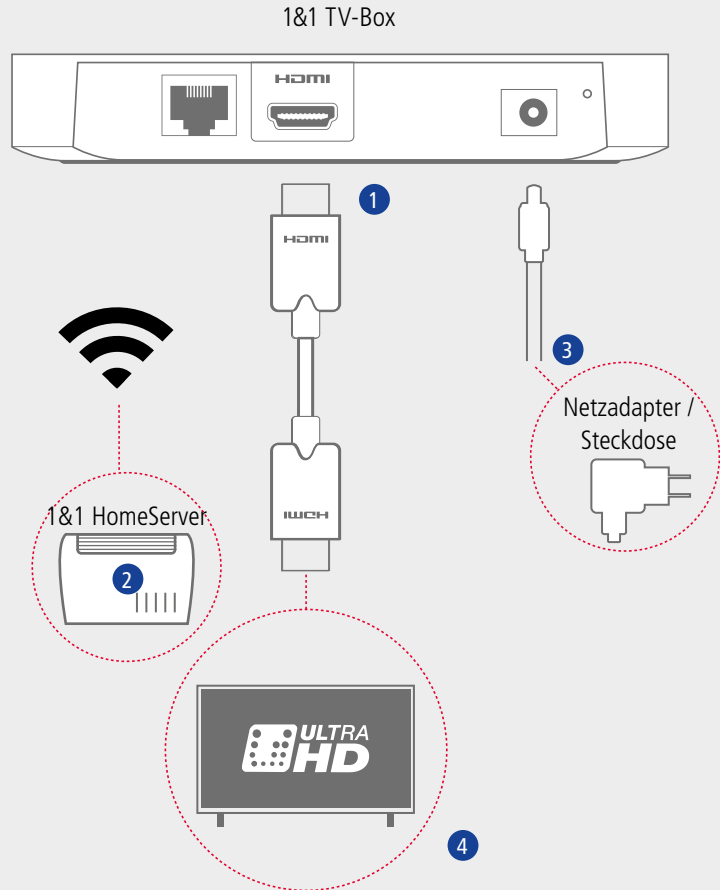 1&1 TV-Box
HDMI
1
HDMI
3
Netzadapter /
Steckdose
HDMI
1&1 HomeServer
2
ULTRA
HD
4